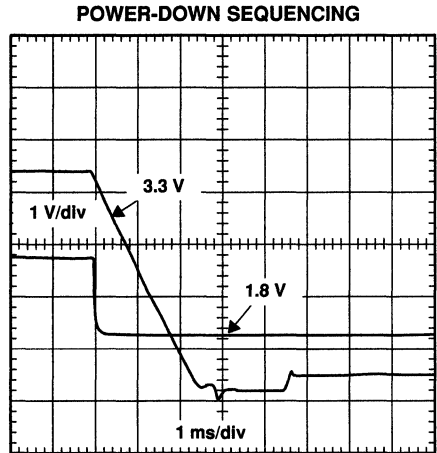 POWER-DOWN SEQUENCING
3.3 V
1 V/div
1.8 V
1 ms/div